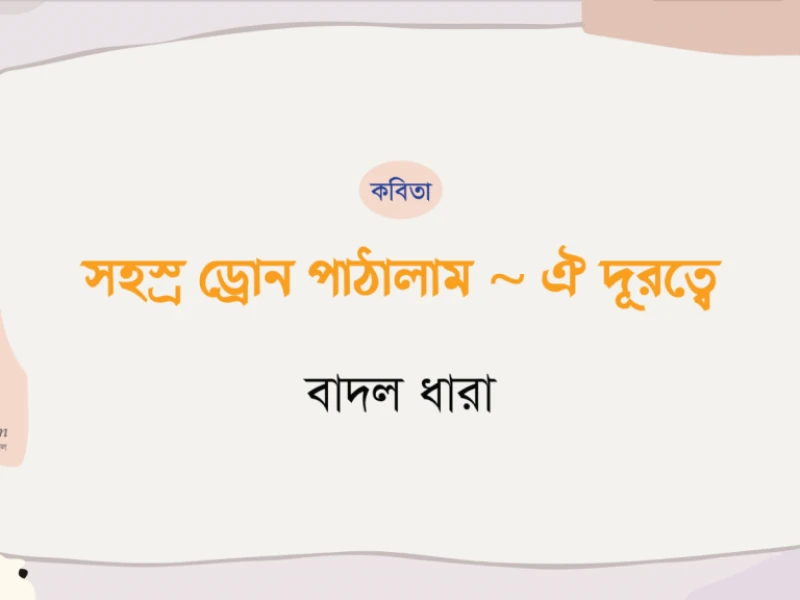 কবিতা
সহস্র ড্রোন পাঠালাম ~ ঐ দূরত্বে
বাদল ধারা